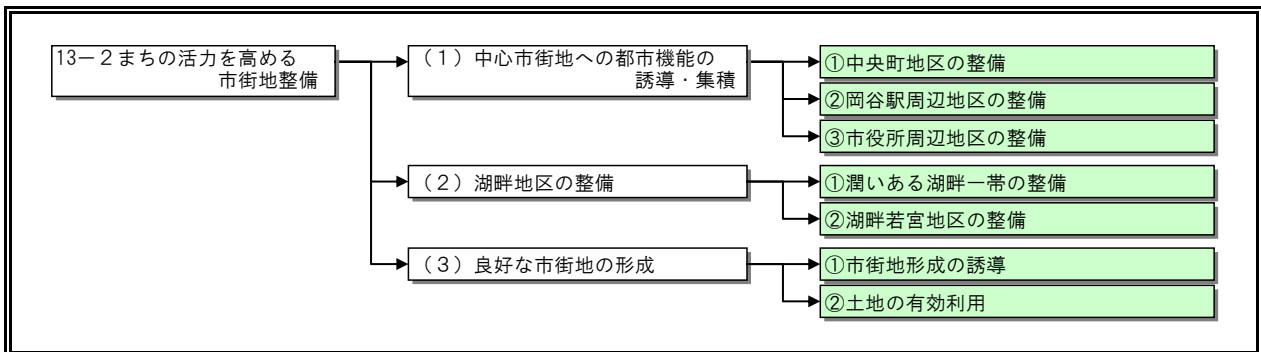 13－2まちの活力を高める
市街地整備
（1）中心市街地への都市機能の
誘導・集積
①中央町地区の整備
②岡谷駅周辺地区の整備
③市役所周辺地区の整備
（2）湖畔地区の整備
①潤いある湖畔一帯の整備
②湖畔若宮地区の整備
（3）良好な市街地の形成
①市街地形成の誘導
②土地の有効利用